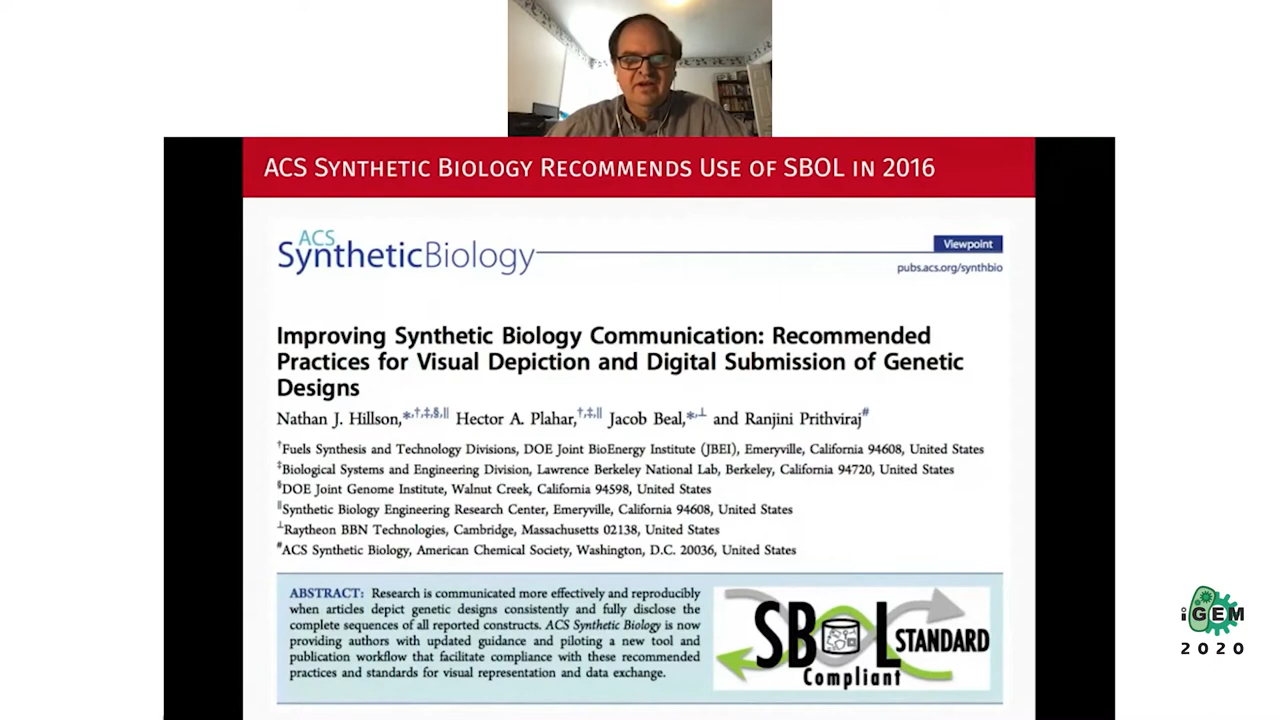 ACS Synthetic Biology Recommends Use of SBOL in 2016
ACS
SyntheticBiology
Viewpoint
pubs.acs.org/synthbio
Improving Synthetic Biology Communication: Recommended
Practices for Visual Depiction and Digital Submission of Genetic
Designs
Nathan J. Hillson,*,†,‡,§,∥ Hector A. Plahar,†,‡,∥ Jacob Beal,*,⊥ and Ranjini Prithviraj#
†Fuels Synthesis and Technology Divisions, DOE Joint BioEnergy Institute (JBEI), Emeryville, California 94608, United States
‡Biological Systems and Engineering Division, Lawrence Berkeley National Lab, Berkeley, California 94720, United States
§DOE Joint Genome Institute, Walnut Creek, California 94598, United States
∥Synthetic Biology Engineering Research Center, Emeryville, California 94608, United States
⊥Raytheon BBN Technologies, Cambridge, Massachusetts 02138, United States
#ACS Synthetic Biology, American Chemical Society, Washington, D.C. 20036, United States
ABSTRACT: Research is communicated more effectively and reproducibly
when articles depict genetic designs consistently and fully disclose the
complete sequences of all reported constructs. ACS Synthetic Biology is now
providing authors with updated guidance and piloting a new tool and
publication workflow that facilitate compliance with these recommended
practices and standards for visual representation and data exchange.
SBOL STANDARD
Compliant
iGEM
2020